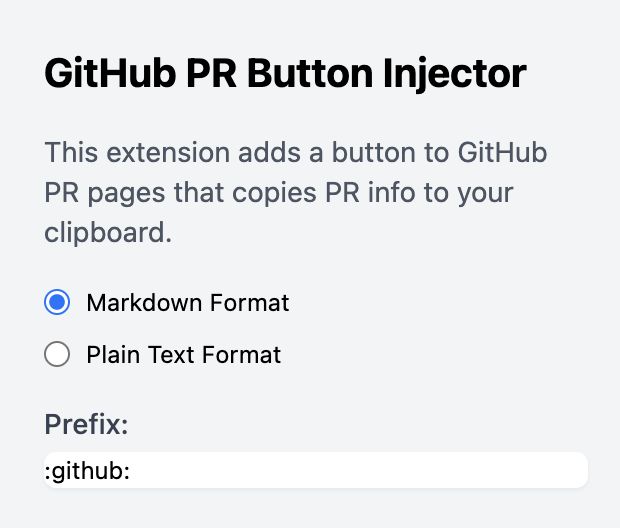 GitHub PR Button Injector
This extension adds a button to GitHub
PR pages that copies PR info to your
clipboard.
Markdown Format
Plain Text Format
Prefix:
:github: